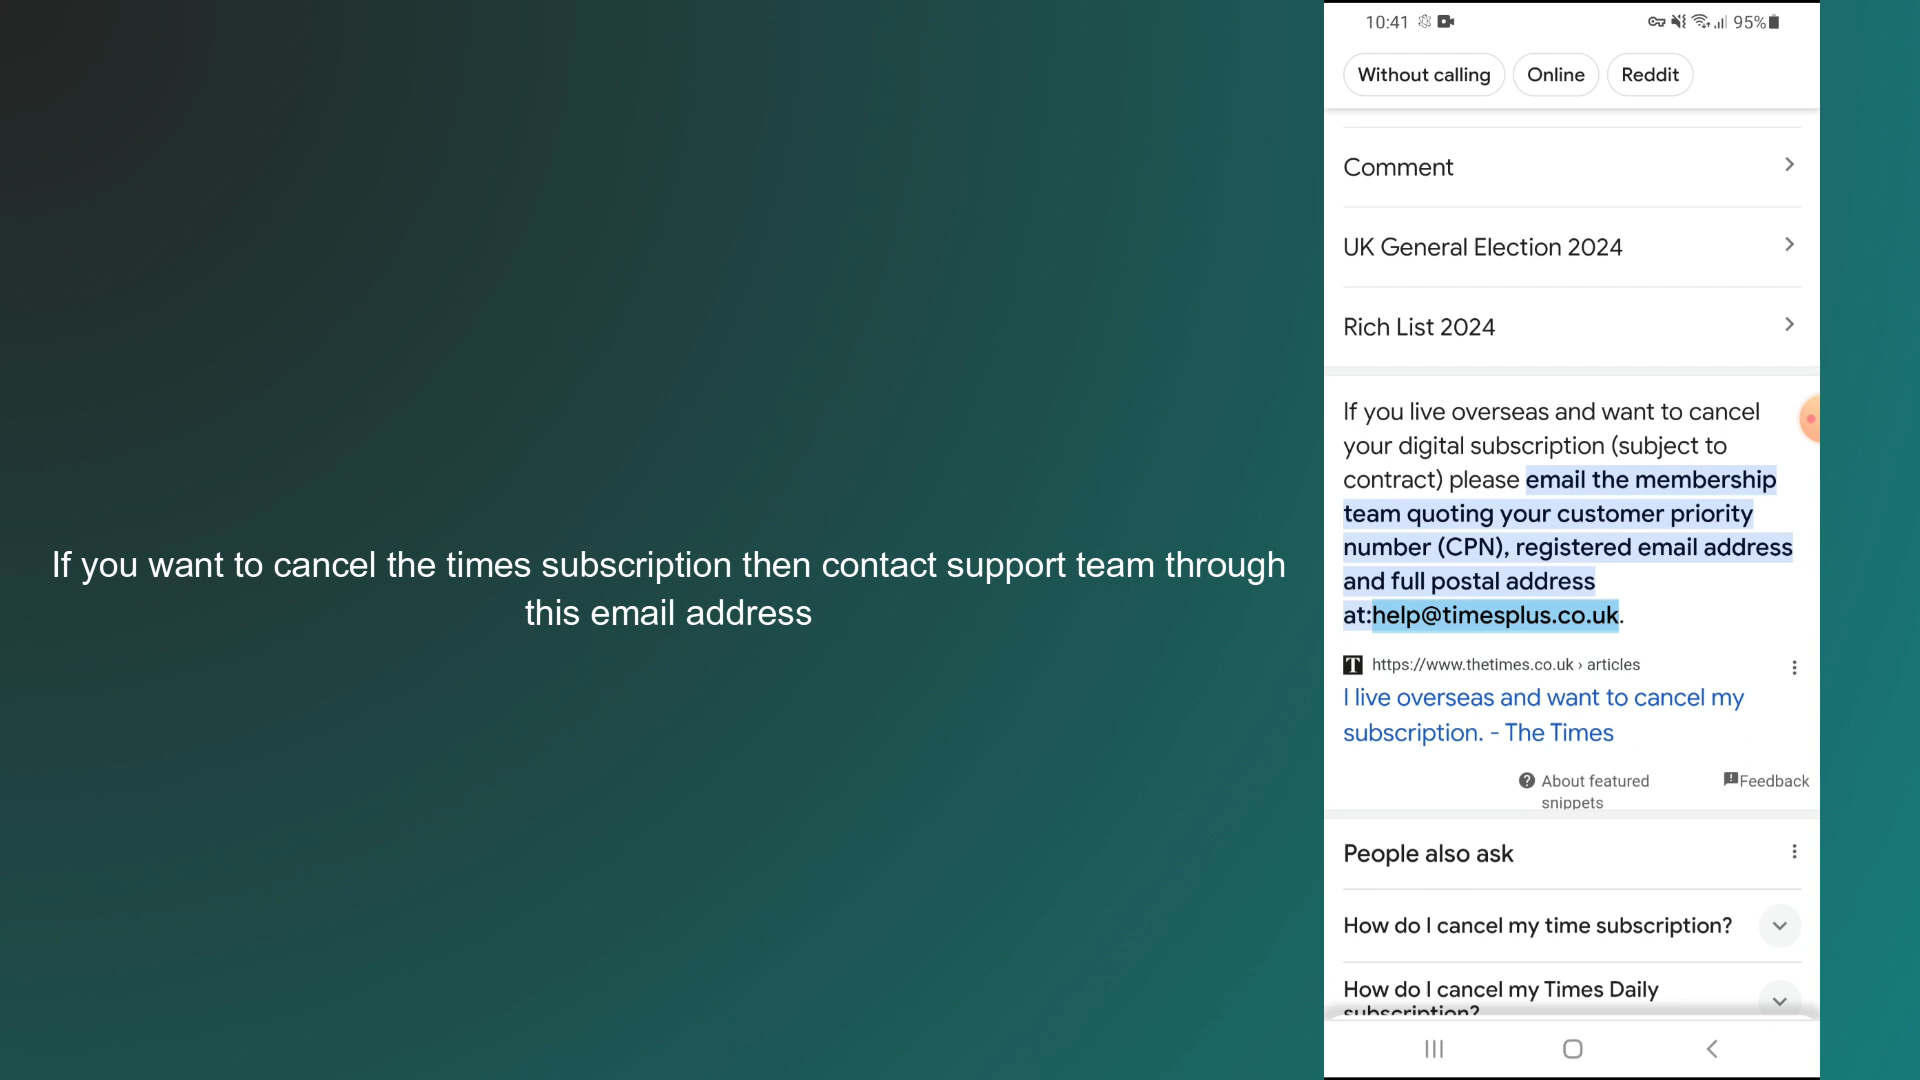 If you want to cancel the times subscription then contact support team through
this email address
10:41
95%
Without calling
Online
Reddit
Comment
UK General Election 2024
Rich List 2024
If you live overseas and want to cancel
your digital subscription (subject to
contract) please email the membership
team quoting your customer priority
number (CPN), registered email address
and full postal address
at:help@timesplus.co.uk.
T https://www.thetimes.co.uk › articles
I live overseas and want to cancel my
subscription. - The Times
About featured
snippets
Feedback
People also ask
How do I cancel my time subscription?
How do I cancel my Times Daily
subscription?